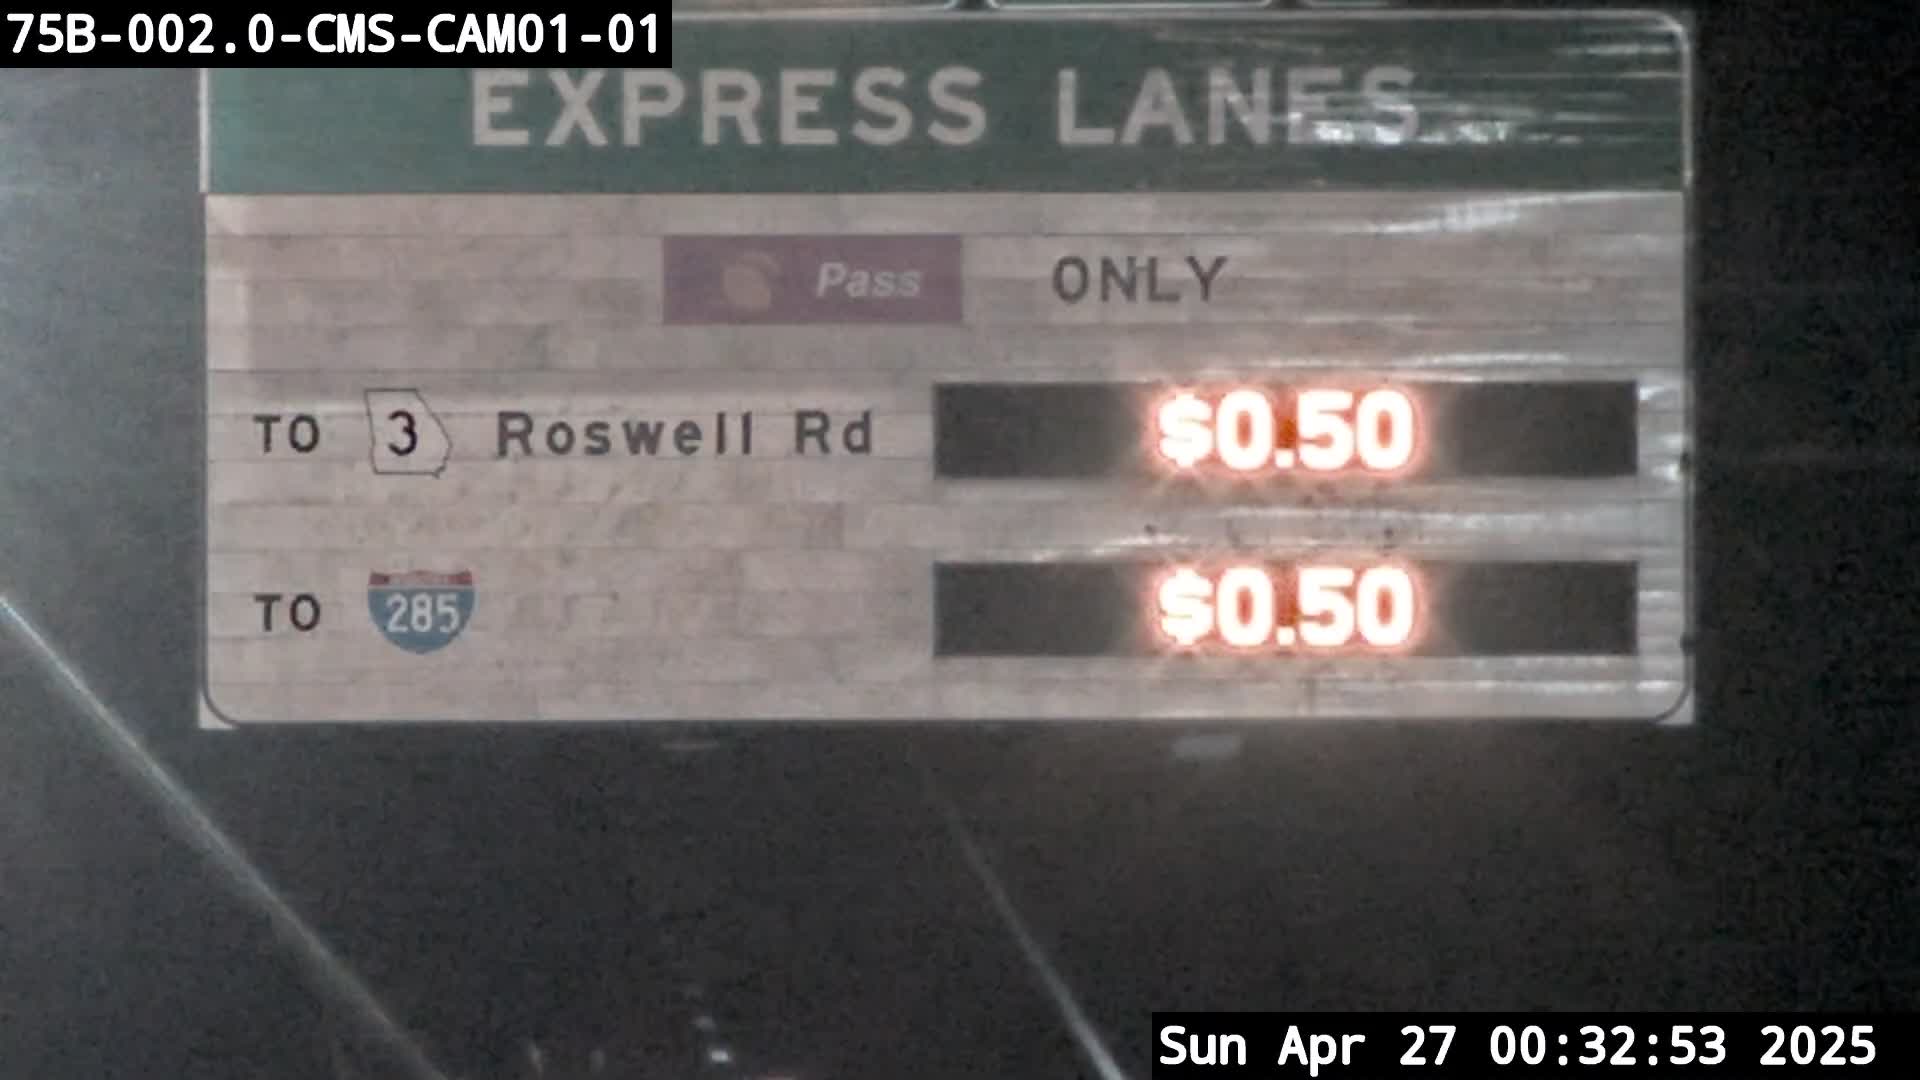 75B-002.0-CMS-CAM01-01
EXPRESS LANES
Pass ONLY
TO 3 Roswell Rd $0.50
TO 285 $0.50
Sun Apr 27 00:32:53 2025